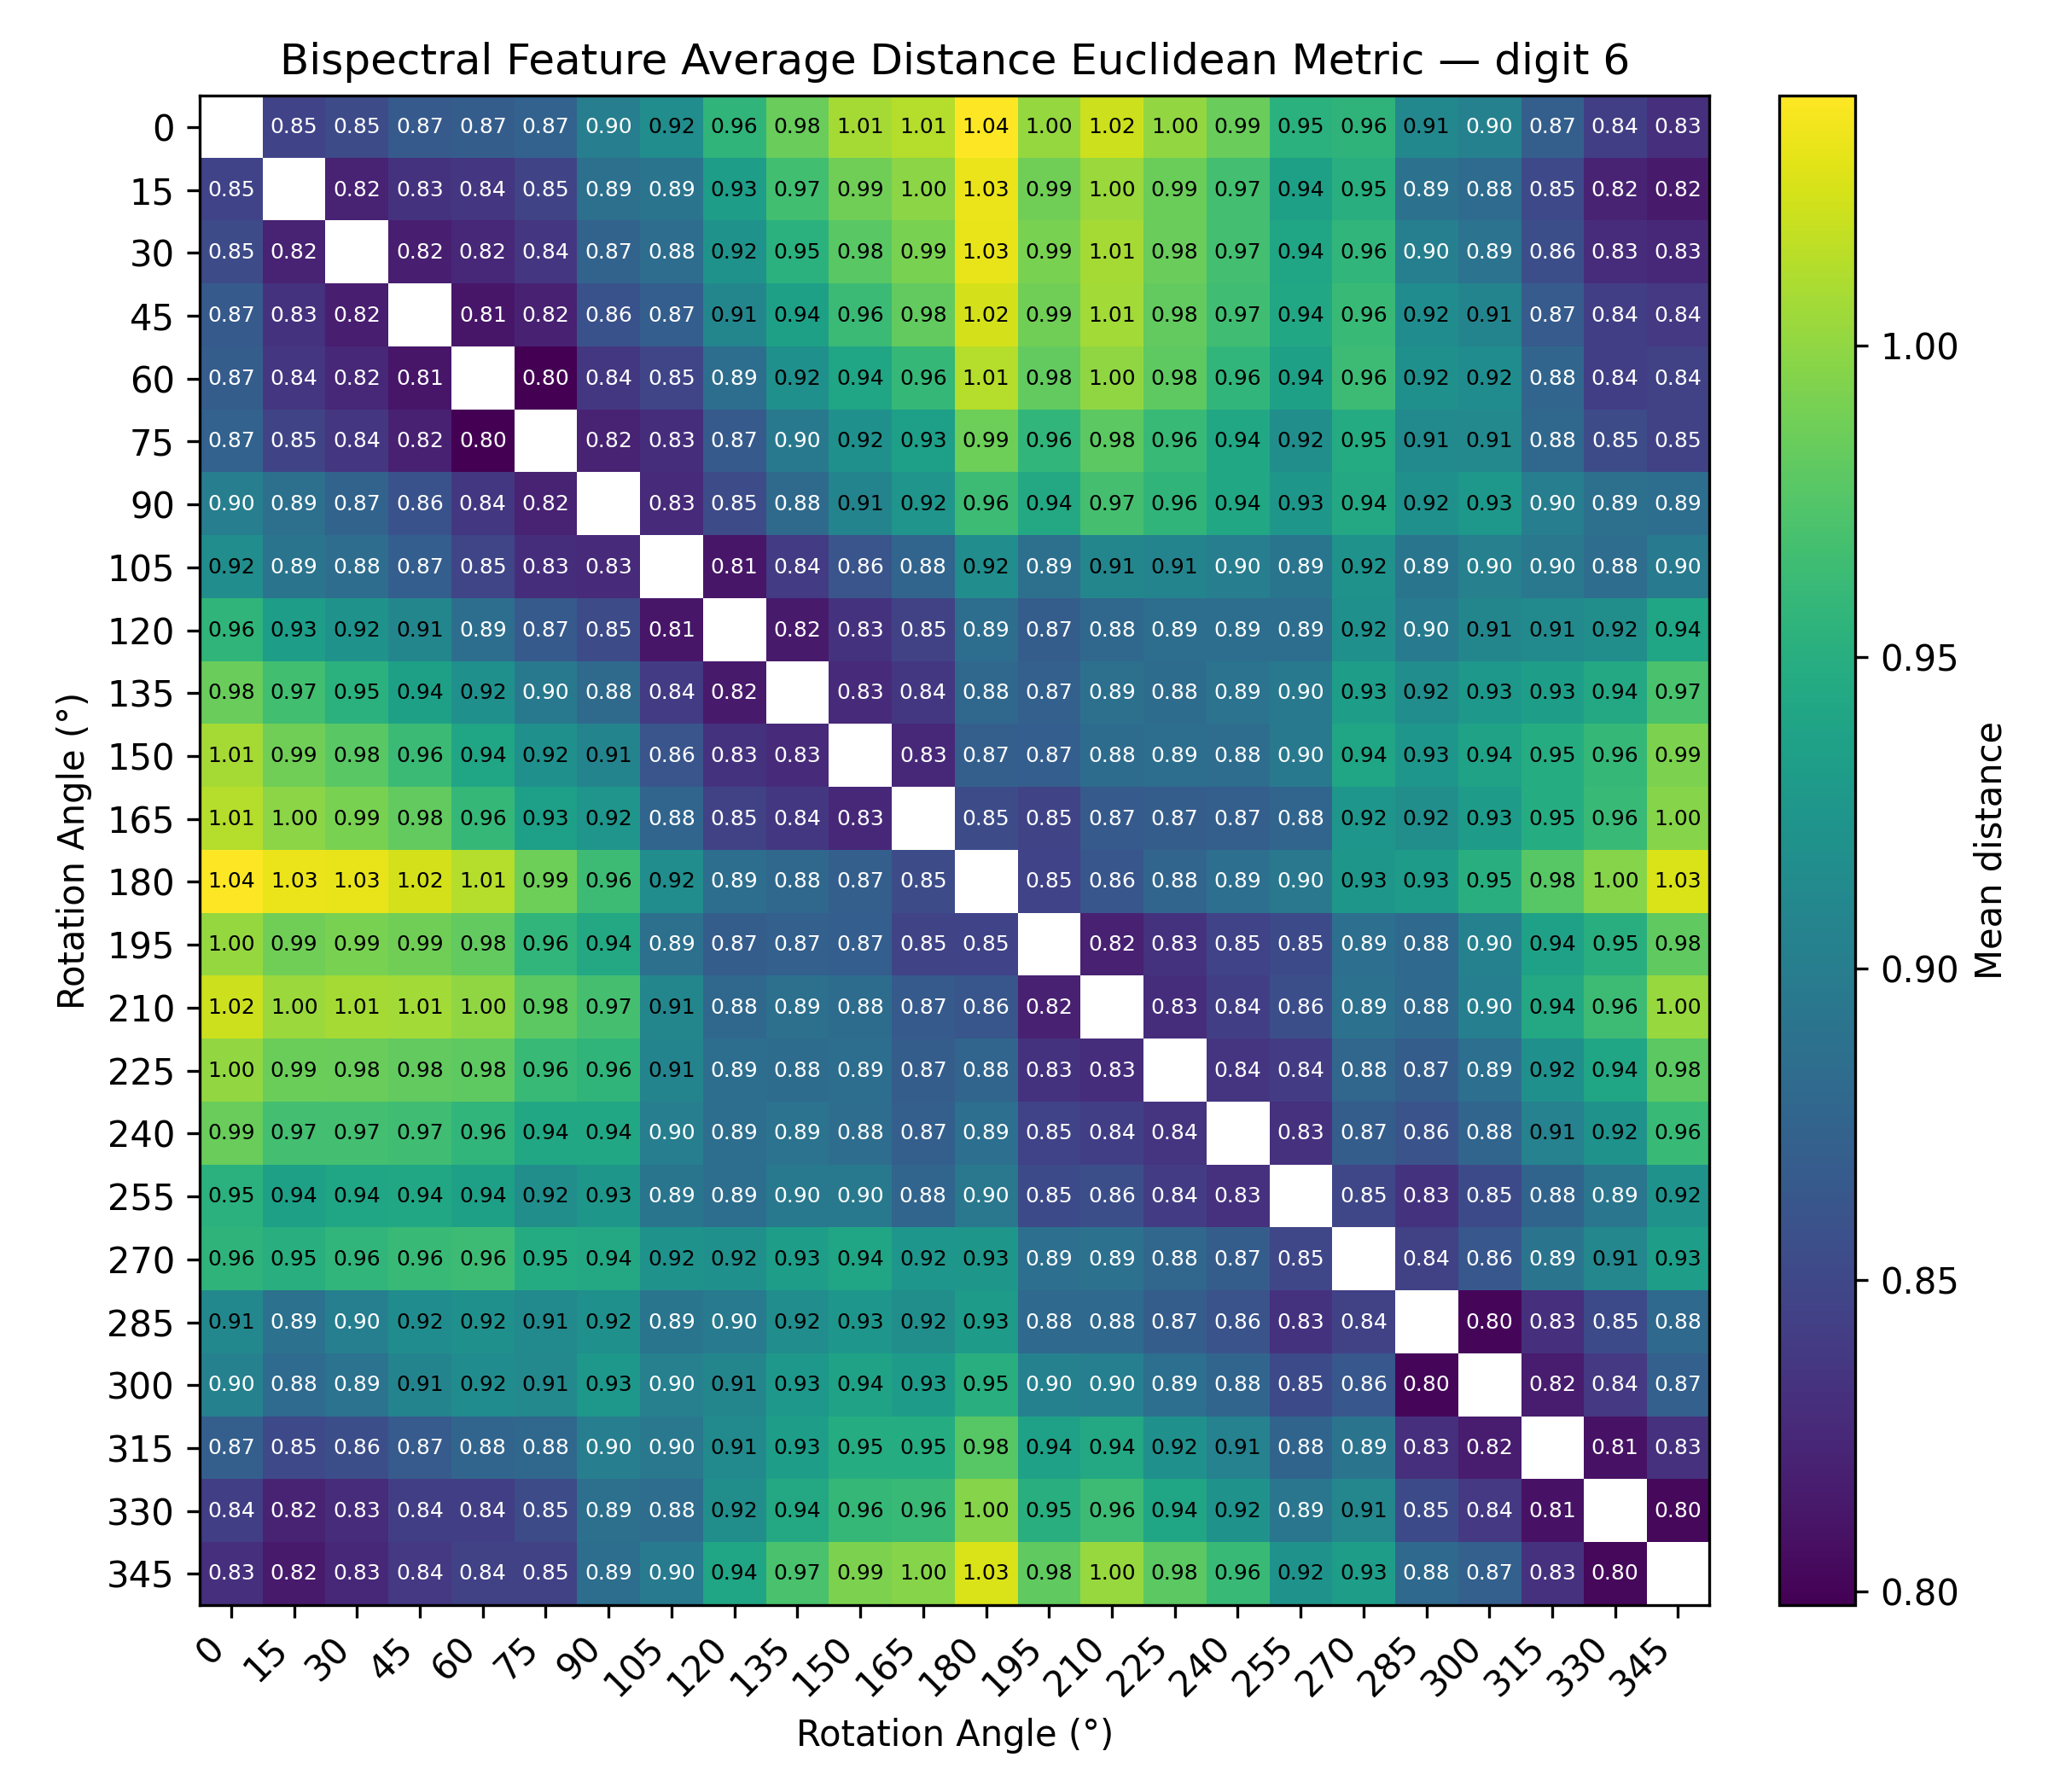 Bispectral Feature Average Distance Euclidean Metric — digit 6
0 0.85 0.85 0.87 0.87 0.87 0.90 0.92 0.96 0.98 1.01 1.01 1.04 1.00 1.02 1.00 0.99 0.95 0.96 0.91 0.90 0.87 0.84 0.83
15 0.85 0.82 0.83 0.84 0.85 0.89 0.89 0.93 0.97 0.99 1.00 1.03 0.99 1.00 0.99 0.97 0.94 0.95 0.89 0.88 0.85 0.82 0.82
30 0.85 0.82 0.82 0.82 0.84 0.87 0.88 0.92 0.95 0.98 0.99 1.03 0.99 1.01 0.98 0.97 0.94 0.96 0.90 0.89 0.86 0.83 0.83
45 0.87 0.83 0.82 0.81 0.82 0.86 0.87 0.91 0.94 0.96 0.98 1.02 0.99 1.01 0.98 0.97 0.94 0.96 0.92 0.91 0.87 0.84 0.84
60 0.87 0.84 0.82 0.81 0.80 0.84 0.85 0.89 0.92 0.94 0.96 1.01 0.98 1.00 0.98 0.96 0.94 0.96 0.92 0.92 0.88 0.84 0.84
75 0.87 0.85 0.84 0.82 0.80 0.82 0.83 0.87 0.90 0.92 0.93 0.99 0.96 0.98 0.96 0.94 0.92 0.95 0.91 0.91 0.88 0.85 0.85
90 0.90 0.89 0.87 0.86 0.84 0.82 0.83 0.85 0.88 0.91 0.92 0.96 0.94 0.97 0.96 0.94 0.93 0.94 0.92 0.93 0.90 0.89 0.89
105 0.92 0.89 0.88 0.87 0.85 0.83 0.83 0.81 0.84 0.86 0.88 0.92 0.89 0.91 0.91 0.90 0.89 0.92 0.89 0.90 0.90 0.88 0.90
120 0.96 0.93 0.92 0.91 0.89 0.87 0.85 0.81 0.82 0.83 0.85 0.89 0.87 0.88 0.89 0.89 0.89 0.92 0.90 0.91 0.91 0.92 0.94
135 0.98 0.97 0.95 0.94 0.92 0.90 0.88 0.84 0.82 0.83 0.84 0.88 0.87 0.89 0.88 0.89 0.90 0.93 0.92 0.93 0.93 0.94 0.97
150 1.01 0.99 0.98 0.96 0.94 0.92 0.91 0.86 0.83 0.83 0.83 0.87 0.87 0.88 0.89 0.88 0.90 0.94 0.93 0.94 0.95 0.96 0.99
165 1.01 1.00 0.99 0.98 0.96 0.93 0.92 0.88 0.85 0.84 0.83 0.85 0.85 0.87 0.87 0.87 0.88 0.92 0.92 0.93 0.95 0.96 1.00
180 1.04 1.03 1.03 1.02 1.01 0.99 0.96 0.92 0.89 0.88 0.87 0.85 0.85 0.86 0.88 0.89 0.90 0.93 0.93 0.95 0.98 1.00 1.03
195 1.00 0.99 0.99 0.99 0.98 0.96 0.94 0.89 0.87 0.87 0.87 0.85 0.85 0.82 0.83 0.85 0.85 0.89 0.88 0.90 0.94 0.95 0.98
210 1.02 1.00 1.01 1.01 1.00 0.98 0.97 0.91 0.88 0.89 0.88 0.87 0.86 0.82 0.83 0.84 0.86 0.89 0.88 0.90 0.94 0.96 1.00
225 1.00 0.99 0.98 0.98 0.98 0.96 0.96 0.91 0.89 0.88 0.89 0.87 0.88 0.83 0.83 0.84 0.84 0.88 0.87 0.89 0.92 0.94 0.98
240 0.99 0.97 0.97 0.97 0.96 0.94 0.94 0.90 0.89 0.89 0.88 0.87 0.89 0.85 0.84 0.84 0.83 0.87 0.86 0.88 0.91 0.92 0.96
255 0.95 0.94 0.94 0.94 0.94 0.92 0.93 0.89 0.89 0.90 0.90 0.88 0.90 0.85 0.86 0.84 0.83 0.85 0.83 0.85 0.88 0.89 0.92
270 0.96 0.95 0.96 0.96 0.96 0.95 0.94 0.92 0.92 0.93 0.94 0.92 0.93 0.89 0.89 0.88 0.87 0.85 0.84 0.86 0.89 0.91 0.93
285 0.91 0.89 0.90 0.92 0.92 0.91 0.92 0.89 0.90 0.92 0.93 0.92 0.93 0.88 0.88 0.87 0.86 0.83 0.84 0.80 0.83 0.85 0.88
300 0.90 0.88 0.89 0.91 0.92 0.91 0.93 0.90 0.91 0.93 0.94 0.93 0.95 0.90 0.90 0.89 0.88 0.85 0.86 0.80 0.82 0.84 0.87
315 0.87 0.85 0.86 0.87 0.88 0.88 0.90 0.90 0.91 0.93 0.95 0.95 0.98 0.94 0.94 0.92 0.91 0.88 0.89 0.83 0.82 0.81 0.83
330 0.84 0.82 0.83 0.84 0.84 0.85 0.89 0.88 0.92 0.94 0.96 0.96 1.00 0.95 0.96 0.94 0.92 0.89 0.91 0.85 0.84 0.81 0.80
345 0.83 0.82 0.83 0.84 0.84 0.85 0.89 0.90 0.94 0.97 0.99 1.00 1.03 0.98 1.00 0.98 0.96 0.92 0.93 0.88 0.87 0.83 0.80
0 15 30 45 60 75 90 105 120 135 150 165 180 195 210 225 240 255 270 285 300 315 330 345
Rotation Angle (°)
Rotation Angle (°)
1.00
0.95
0.90
0.85
0.80
Mean distance